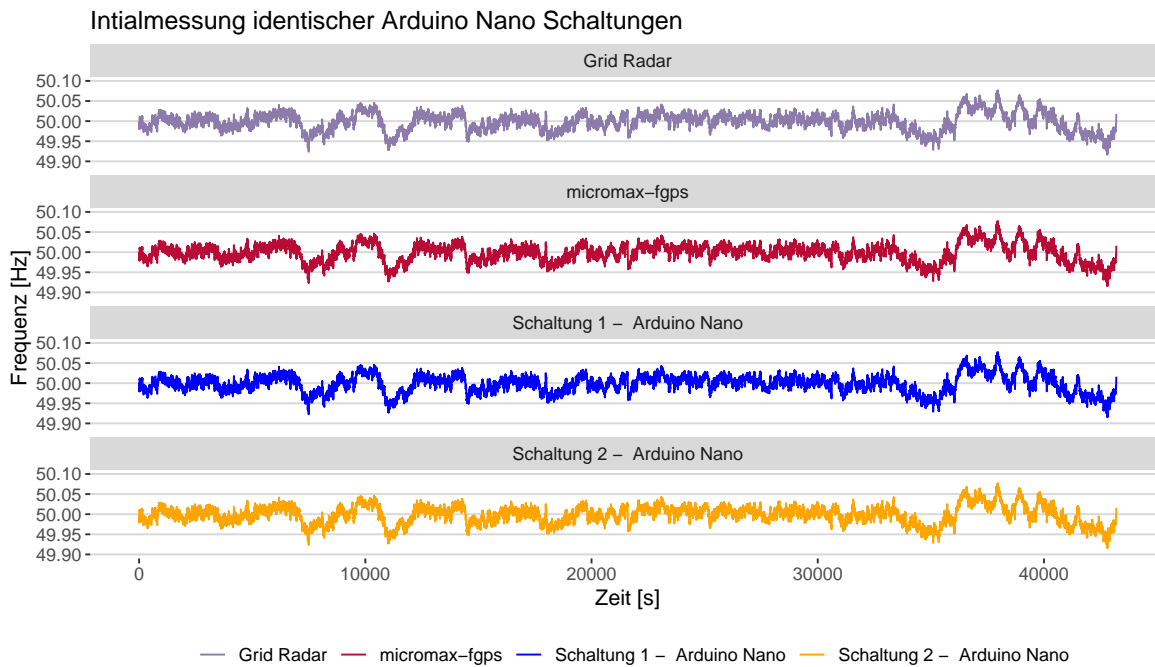 Intialmessung identischer Arduino Nano Schaltungen
Grid Radar
50.10
50.05
50.00
49.95
49.90
micromax−fgps
50.10
50.05
50.00
49.95
49.90
Schaltung 1 −  Arduino Nano
50.10
50.05
50.00
49.95
49.90
Schaltung 2 −  Arduino Nano
50.10
50.05
50.00
49.95
49.90
Frequenz [Hz]
0 10000 20000 30000 40000
Zeit [s]
Grid Radar micromax−fgps Schaltung 1 −  Arduino Nano Schaltung 2 −  Arduino Nano